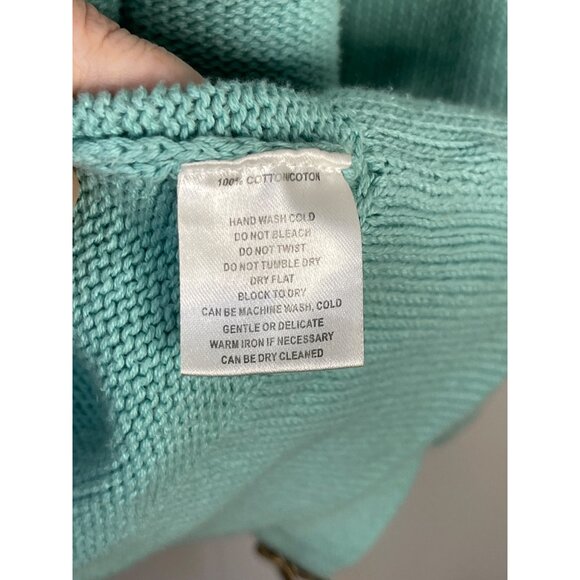 100% COTTON/COTON
HAND WASH COLD
DO NOT BLEACH
DO NOT TWIST
DO NOT TUMBLE DRY
DRY FLAT
BLOCK TO DRY
CAN BE MACHINE WASH, COLD
GENTLE OR DELICATE
WARM IRON IF NECESSARY
CAN BE DRY CLEANED